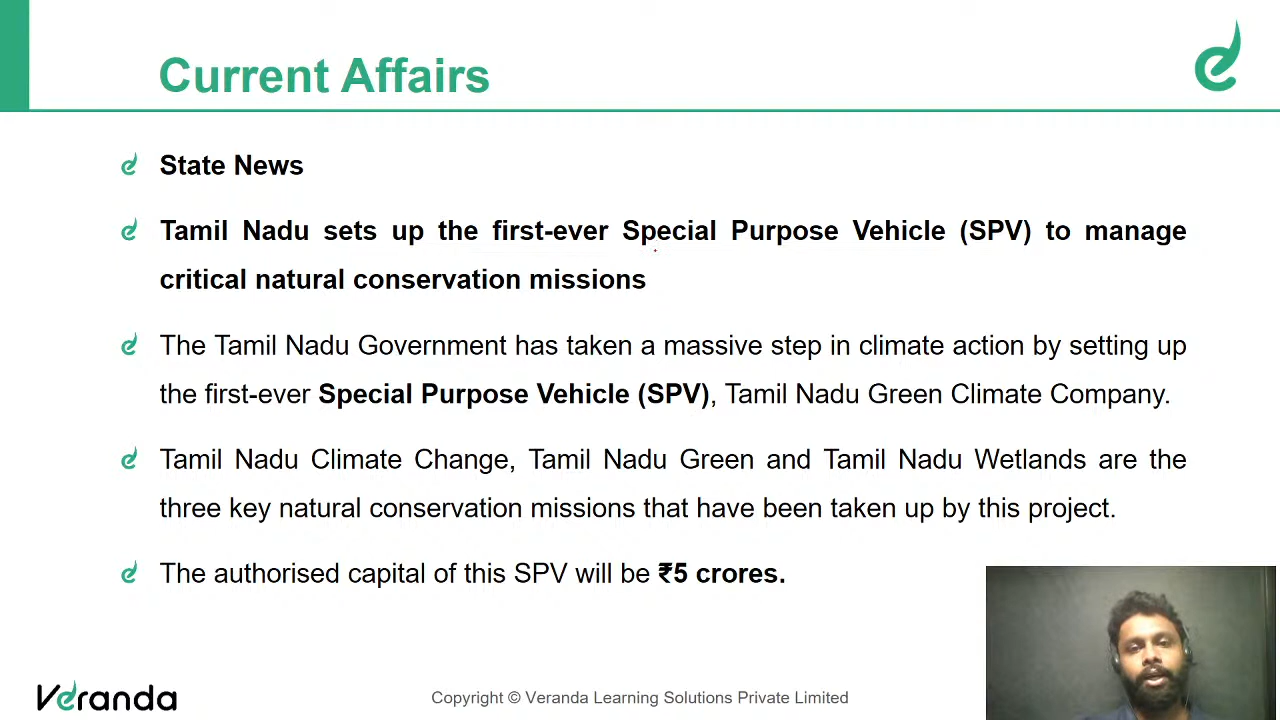 Current Affairs
State News
Tamil Nadu sets up the first-ever Special Purpose Vehicle (SPV) to manage
critical natural conservation missions
The Tamil Nadu Government has taken a massive step in climate action by setting up
the first-ever Special Purpose Vehicle (SPV), Tamil Nadu Green Climate Company.
Tamil Nadu Climate Change, Tamil Nadu Green and Tamil Nadu Wetlands are the
three key natural conservation missions that have been taken up by this project.
The authorised capital of this SPV will be ₹5 crores.
Veranda
Copyright © Veranda Learning Solutions Private Limited